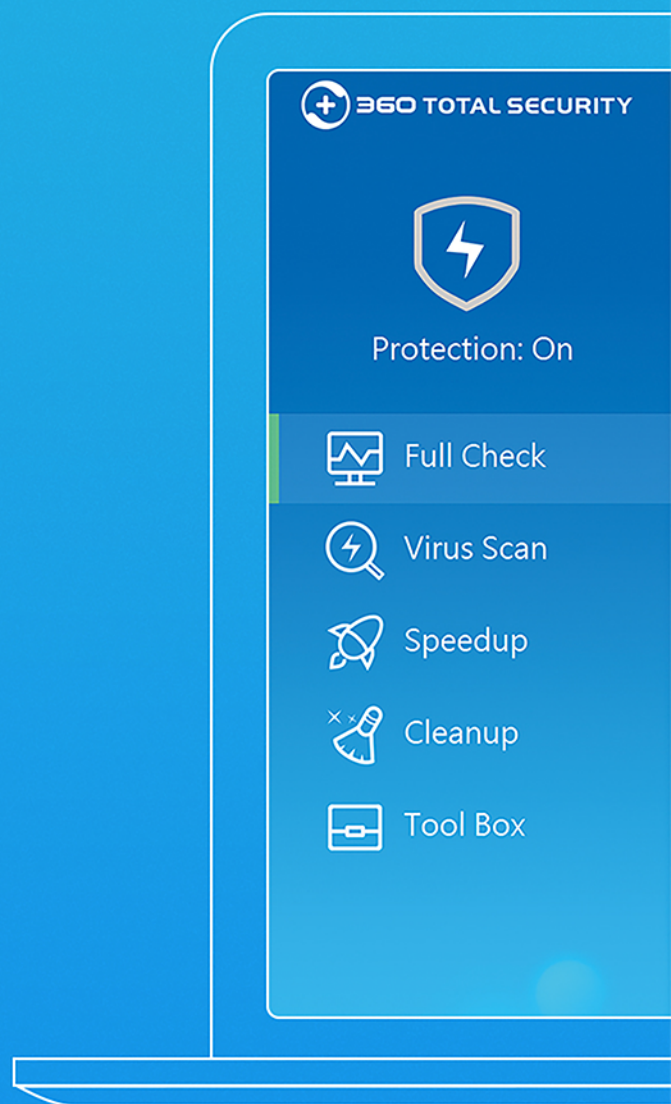 360 TOTAL SECURITY
Protection: On
Full Check
Virus Scan
Speedup
Cleanup
Tool Box